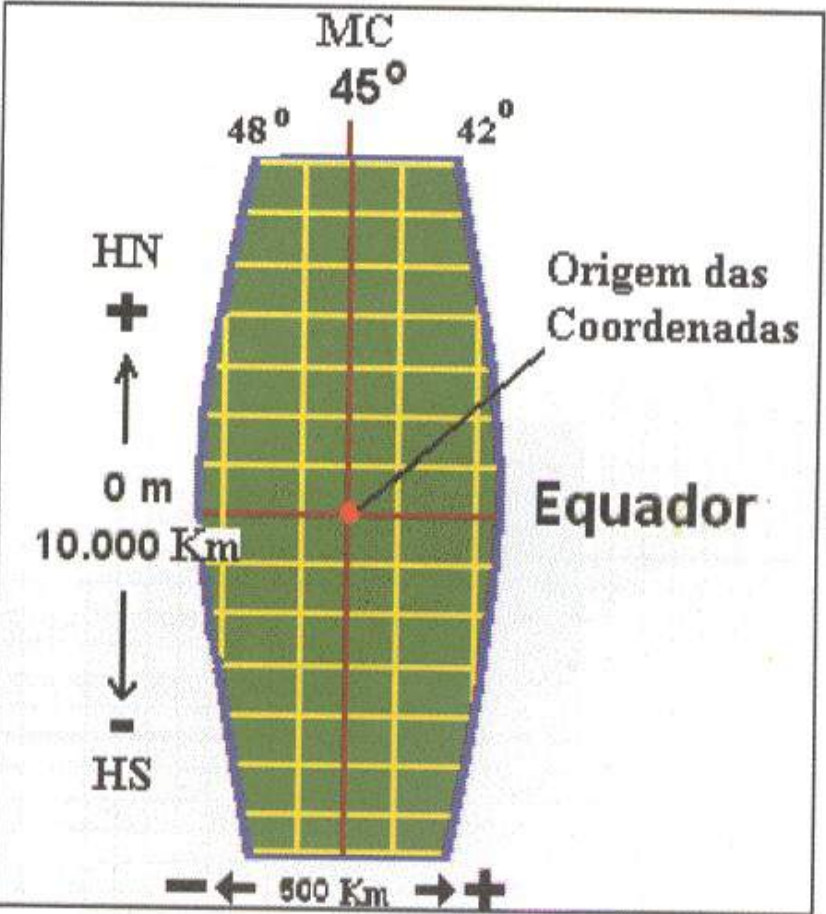 MC
45°
48° 42°
HN
+
Origem das
Coordenadas
0 m
Equador
10.000 Km
-
HS
- 500 Km +